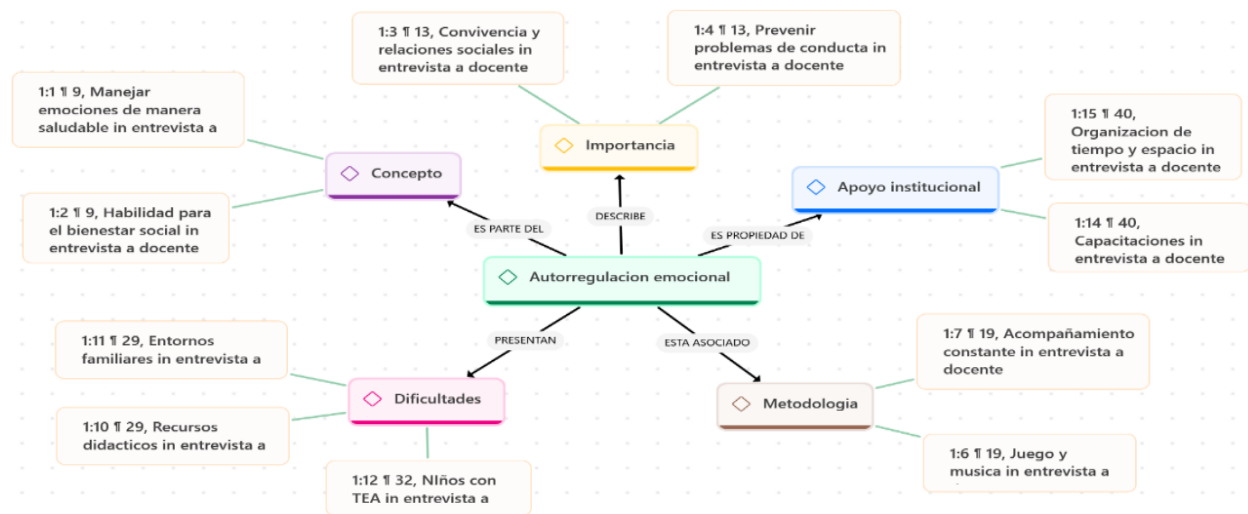 1:3 ¶ 13, Convivencia y
relaciones sociales in
entrevista a docente
1:4 ¶ 13, Prevenir
problemas de conducta in
entrevista a docente
1:1 ¶ 9, Manejar
emociones de manera
saludable in entrevista a
1:15 ¶ 40,
Organizacion de
tiempo y espacio in
entrevista a docente
Importancia
Concepto
Apoyo institucional
1:2 ¶ 9, Habilidad para
el bienestar social in
entrevista a docente
1:14 ¶ 40,
Capacitaciones in
entrevista a docente
ES PARTE DEL
DESCRIBE
ES PROPIEDAD DE
Autorregulacion emocional
PRESENTAN
ESTA ASOCIADO
1:11 ¶ 29, Entornos
familiares in entrevista a
1:7 ¶ 19, Acompañamiento
constante in entrevista a
docente
Dificultades
Metodologia
1:10 ¶ 29, Recursos
didacticos in entrevista a
1:12 ¶ 32, NIños con
TEA in entrevista a
1:6 ¶ 19, Juego y
musica in entrevista a